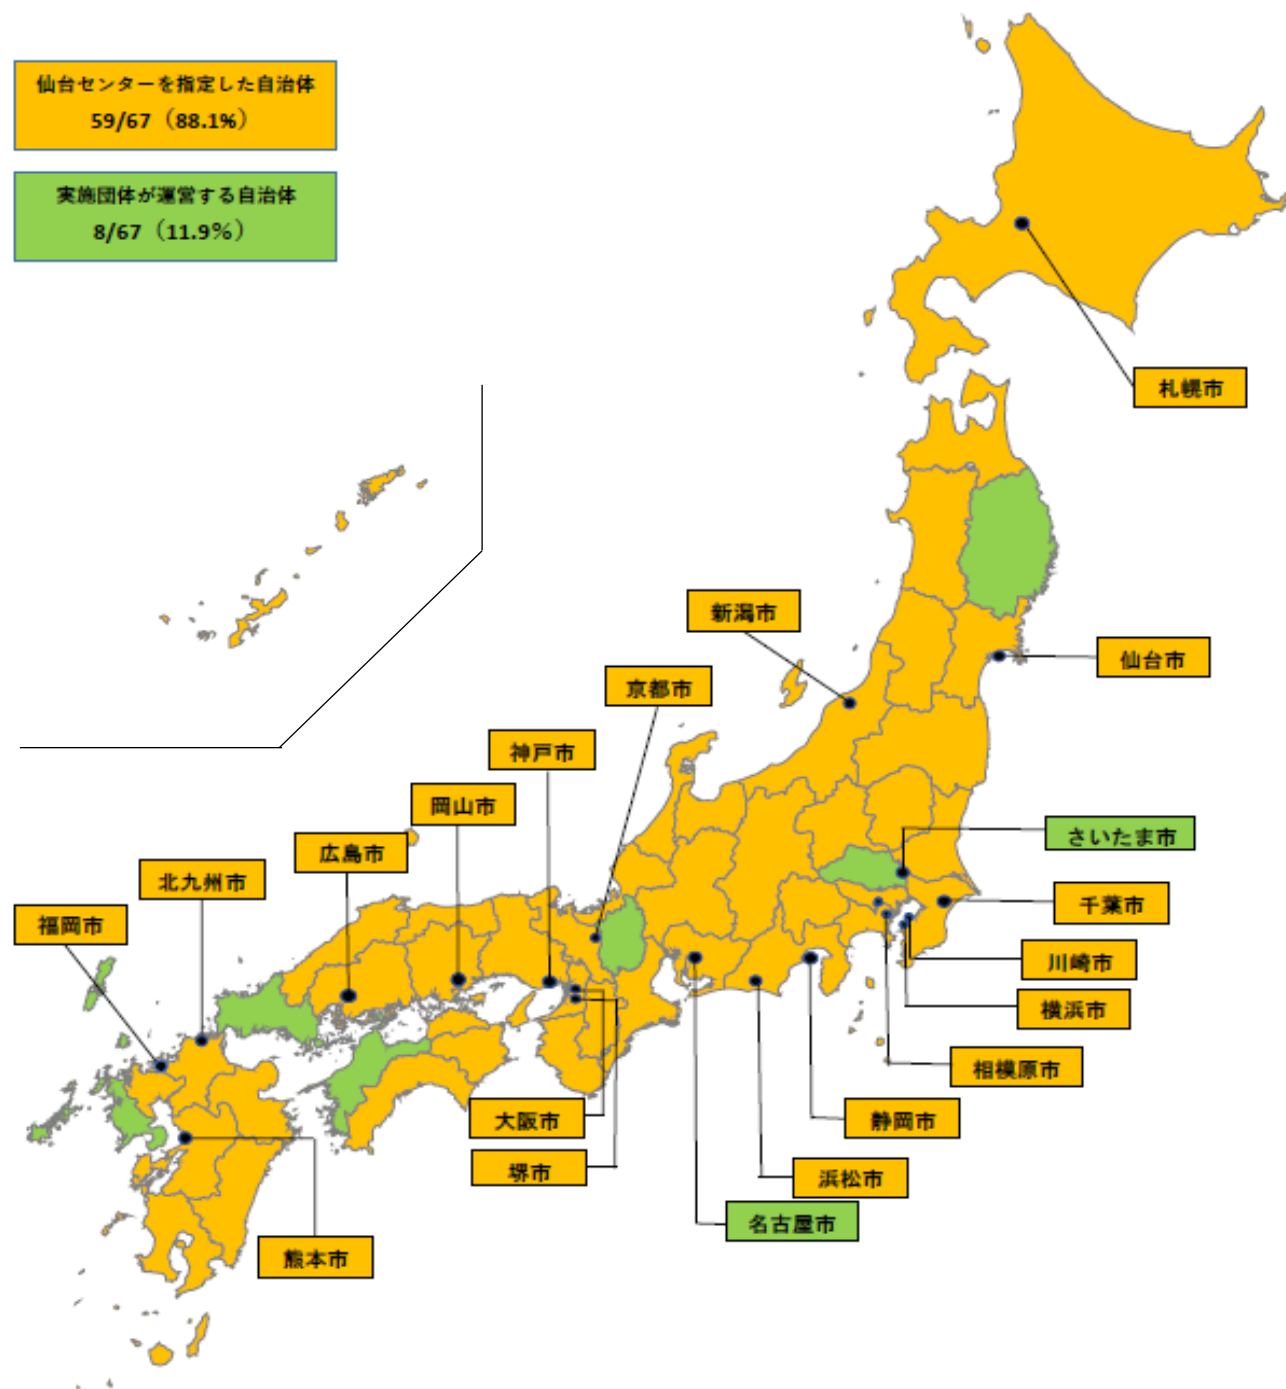 仙台センターを指定した自治体
59/67（88.1%）
実施団体が運営する自治体
8/67（11.9％）
札幌市
新潟市
仙台市
京都市
神戸市
岡山市
さいたま市
広島市
北九州市
千葉市
福岡市
川崎市
横浜市
相模原市
大阪市
静岡市
堺市
浜松市
名古屋市
熊本市